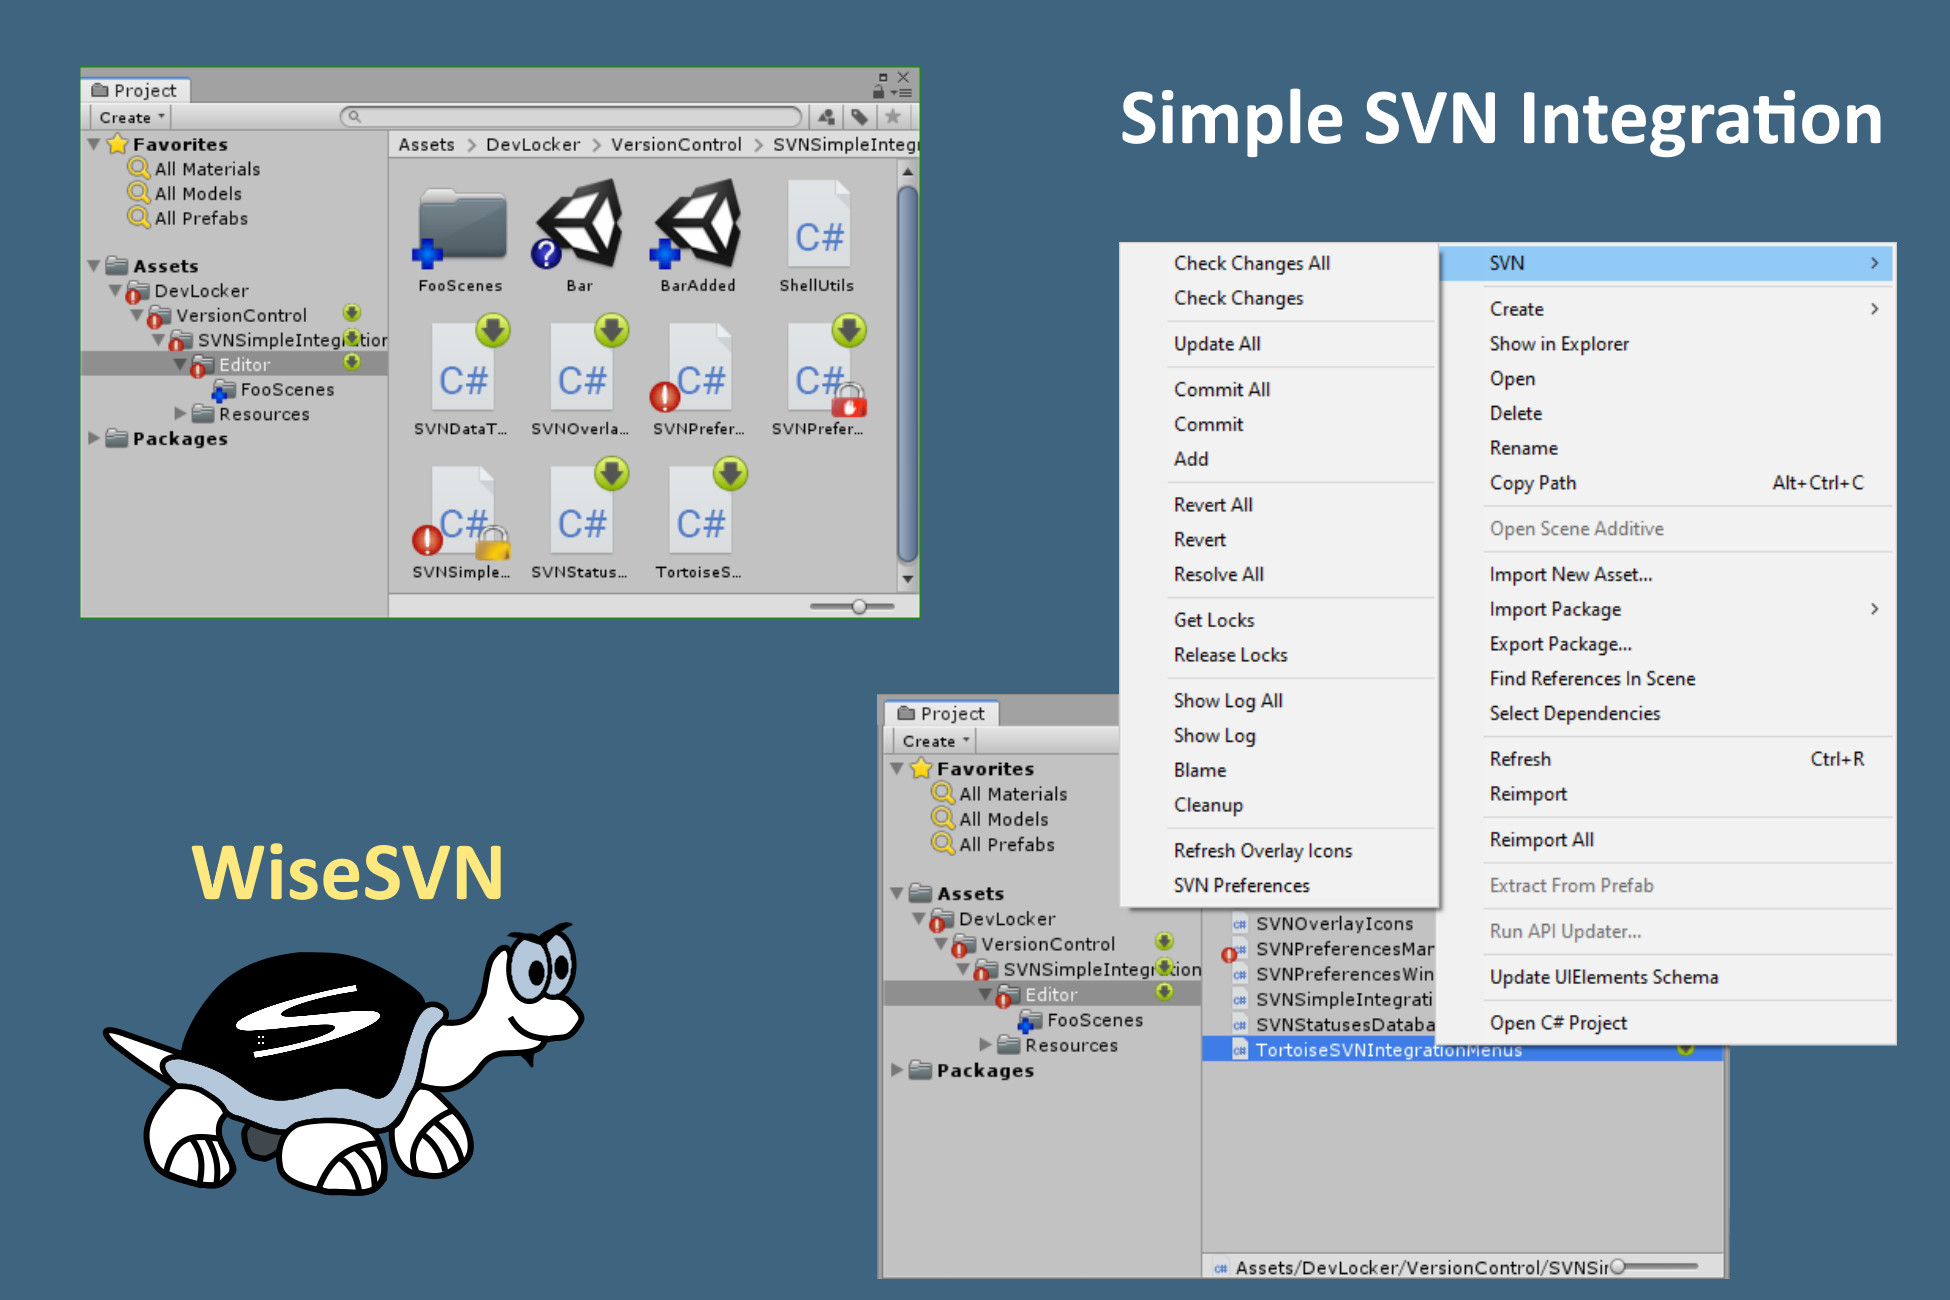 Simple SVN Integration
Project
Create
Favorites
All Materials
All Models
All Prefabs
Assets
DevLocker
VersionControl
SVNSimpleIntegration
Editor
FooScenes
Resources
Packages
Assets > DevLocker > VersionControl > SVNSimpleInteg
FooScenes
Bar
BarAdded
ShellUtils
C#
C#
C#
C#
C#
SVNDataT...
SVNOverla...
SVNPrefer...
SVNPrefer...
C#
C#
C#
SVNSimple...
SVNStatus...
TortoiseS...
Check Changes All
Check Changes
Update All
Commit All
Commit
Add
Revert All
Revert
Resolve All
Get Locks
Release Locks
Show Log All
Show Log
Blame
Cleanup
Refresh Overlay Icons
SVN Preferences
SVN
Create
Show in Explorer
Open
Delete
Rename
Copy Path Alt+Ctrl+C
Open Scene Additive
Import New Asset...
Import Package
Export Package...
Find References In Scene
Select Dependencies
Refresh Ctrl+R
Reimport
Reimport All
Extract From Prefab
Run API Updater...
Update UIElements Schema
Open C# Project
WiseSVN
Project
Create
Favorites
All Materials
All Models
All Prefabs
Assets
DevLocker
VersionControl
SVNSimpleIntegration
Editor
FooScenes
Resources
Packages
SVNOverlayIcons
SVNPreferencesMar
SVNPreferencesWin
SVNSimpleIntegrati
SVNStatusesDataba
TortoiseSVNIntegrationMenus
Assets/DevLocker/VersionControl/SVNSir